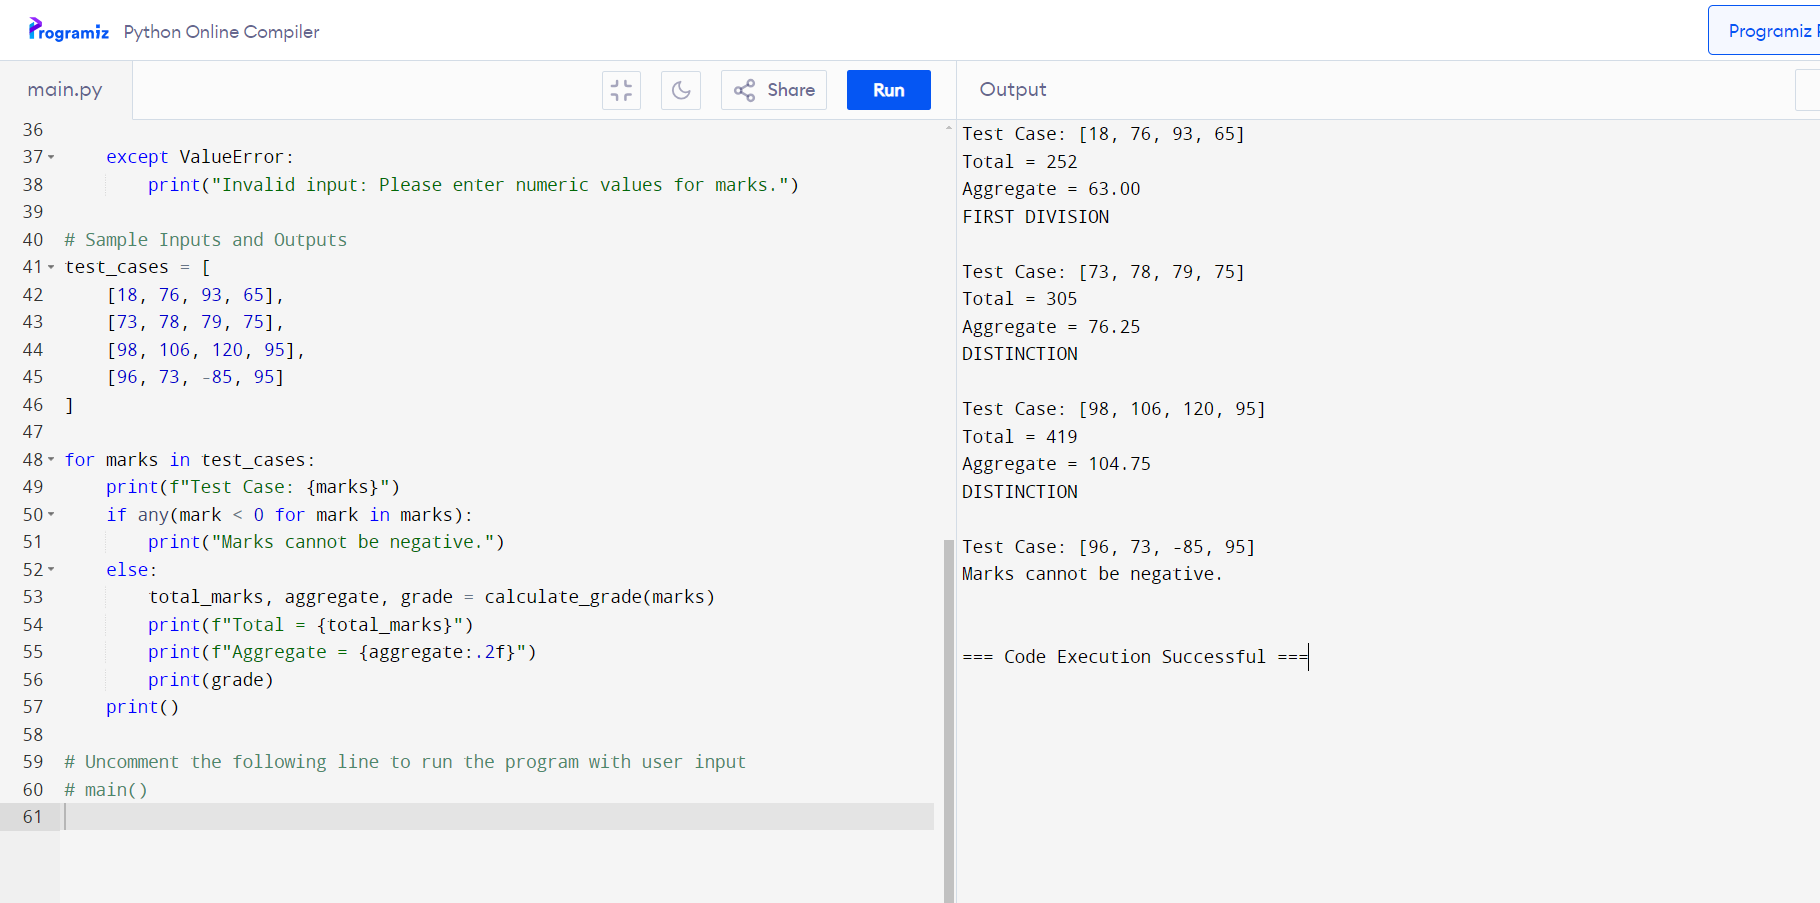 Programiz Python Online Compiler
Programiz
main.py
Share
Run
Output
36
37 except ValueError:
38 print("Invalid input: Please enter numeric values for marks.")
39
40 # Sample Inputs and Outputs
41 test_cases = [
42 [18, 76, 93, 65],
43 [73, 78, 79, 75],
44 [98, 106, 120, 95],
45 [96, 73, -85, 95]
46 ]
47
48 for marks in test_cases:
49 print(f"Test Case: {marks}")
50 if any(mark < 0 for mark in marks):
51 print("Marks cannot be negative.")
52 else:
53 total_marks, aggregate, grade = calculate_grade(marks)
54 print(f"Total = {total_marks}")
55 print(f"Aggregate = {aggregate:.2f}")
56 print(grade)
57 print()
58
59 # Uncomment the following line to run the program with user input
60 # main()
61
Test Case: [18, 76, 93, 65]
Total = 252
Aggregate = 63.00
FIRST DIVISION
Test Case: [73, 78, 79, 75]
Total = 305
Aggregate = 76.25
DISTINCTION
Test Case: [98, 106, 120, 95]
Total = 419
Aggregate = 104.75
DISTINCTION
Test Case: [96, 73, -85, 95]
Marks cannot be negative.
=== Code Execution Successful ===